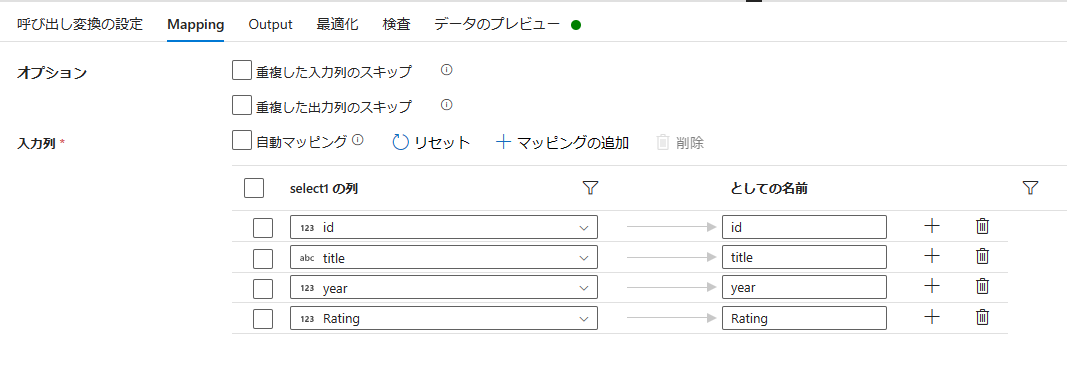 呼び出し変換の設定 Mapping Output 最適化 検査 データのプレビュー
オプション 重複した入力列のスキップ
重複した出力列のスキップ
入力列 * 自動マッピング リセット マッピングの追加 削除
select1 の列 としての名前
123 id id
abc title title
123 year year
123 Rating Rating